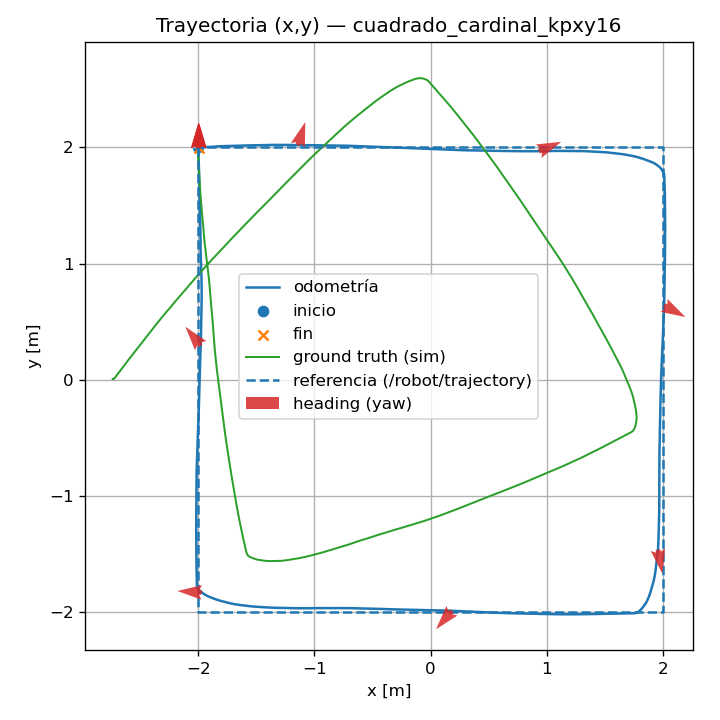 Trayectoria (x,y) — cuadrado_cardinal_kpxy16
y [m]
2
1
0
−1
−2
odometría
inicio
fin
ground truth (sim)
referencia (/robot/trajectory)
heading (yaw)
−2 −1 0 1 2
x [m]